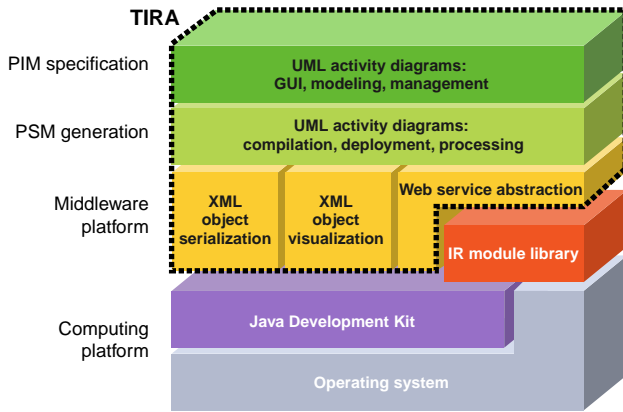 TIRA
PIM specification
UML activity diagrams:
GUI, modeling, management
PSM generation
UML activity diagrams:
compilation, deployment, processing
Middleware
platform
XML
object
serialization
XML
object
visualization
Web service abstraction
IR module library
Computing
platform
Java Development Kit
Operating system